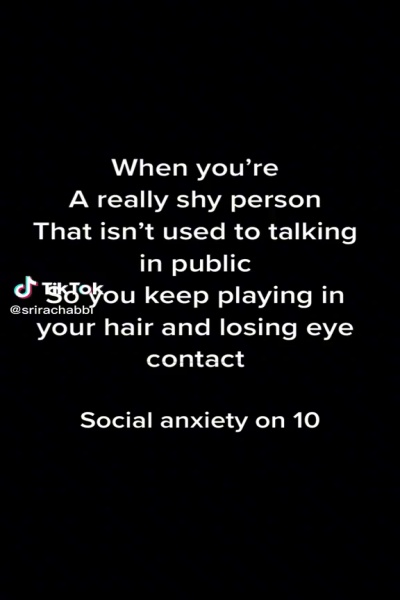 When you’re
A really shy person
That isn’t used to talking
in public
So you keep playing in
your hair and losing eye
contact
Social anxiety on 10
TikTok
@srirachabbi